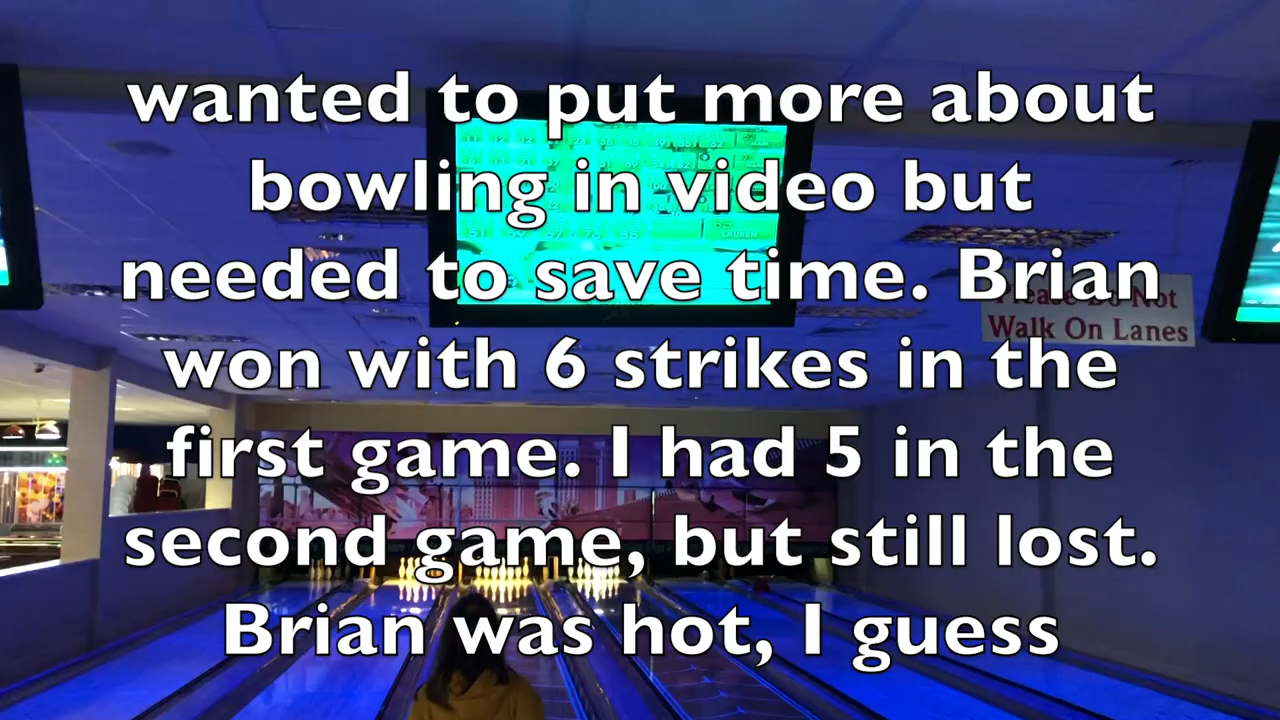 wanted to put more about
bowling in video but
needed to save time. Brian
won with 6 strikes in the
first game. I had 5 in the
second game, but still lost.
Brian was hot, I guess
Not
Walk On Lanes
LAUREN